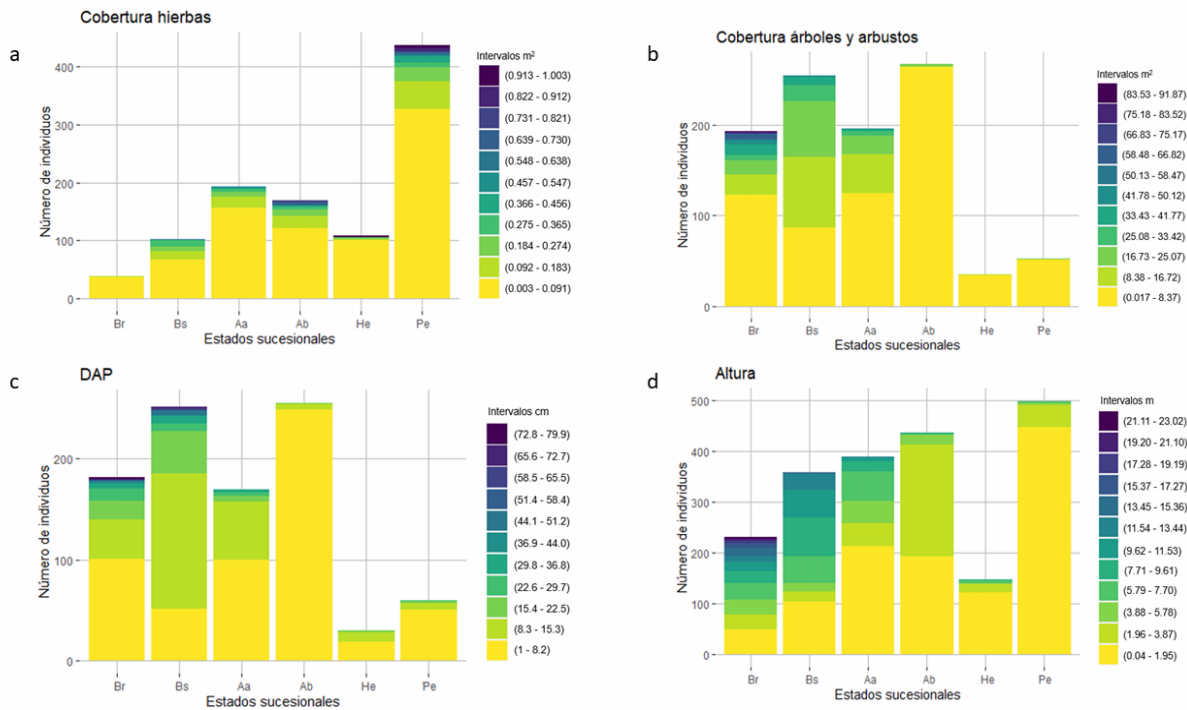 a
Cobertura hierbas
Número de individuos
400
300
200
100
0
Br Bs Aa Ab He Pe
Estados sucesionales
Intervalos m²
(0.913 - 1.003)
(0.822 - 0.912)
(0.731 - 0.821)
(0.639 - 0.730)
(0.548 - 0.638)
(0.457 - 0.547)
(0.366 - 0.456)
(0.275 - 0.365)
(0.184 - 0.274)
(0.092 - 0.183)
(0.003 - 0.091)
b
Cobertura árboles y arbustos
Número de individuos
200
100
0
Br Bs Aa Ab He Pe
Estados sucesionales
Intervalos m²
(83.53 - 91.87)
(75.18 - 83.52)
(66.83 - 75.17)
(58.48 - 66.82)
(50.13 - 58.47)
(41.78 - 50.12)
(33.43 - 41.77)
(25.08 - 33.42)
(16.73 - 25.07)
(8.38 - 16.72)
(0.017 - 8.37)
c
DAP
Número de individuos
200
100
0
Br Bs Aa Ab He Pe
Estados sucesionales
Intervalos cm
(72.8 - 79.9)
(65.6 - 72.7)
(58.5 - 65.5)
(51.4 - 58.4)
(44.1 - 51.2)
(36.9 - 44.0)
(29.8 - 36.8)
(22.6 - 29.7)
(15.4 - 22.5)
(8.3 - 15.3)
(1 - 8.2)
d
Altura
Número de individuos
500
400
300
200
100
0
Br Bs Aa Ab He Pe
Estados sucesionales
Intervalos m
(21.11 - 23.02)
(19.20 - 21.10)
(17.28 - 19.19)
(15.37 - 17.27)
(13.45 - 15.36)
(11.54 - 13.44)
(9.62 - 11.53)
(7.71 - 9.61)
(5.79 - 7.70)
(3.88 - 5.78)
(1.96 - 3.87)
(0.04 - 1.95)